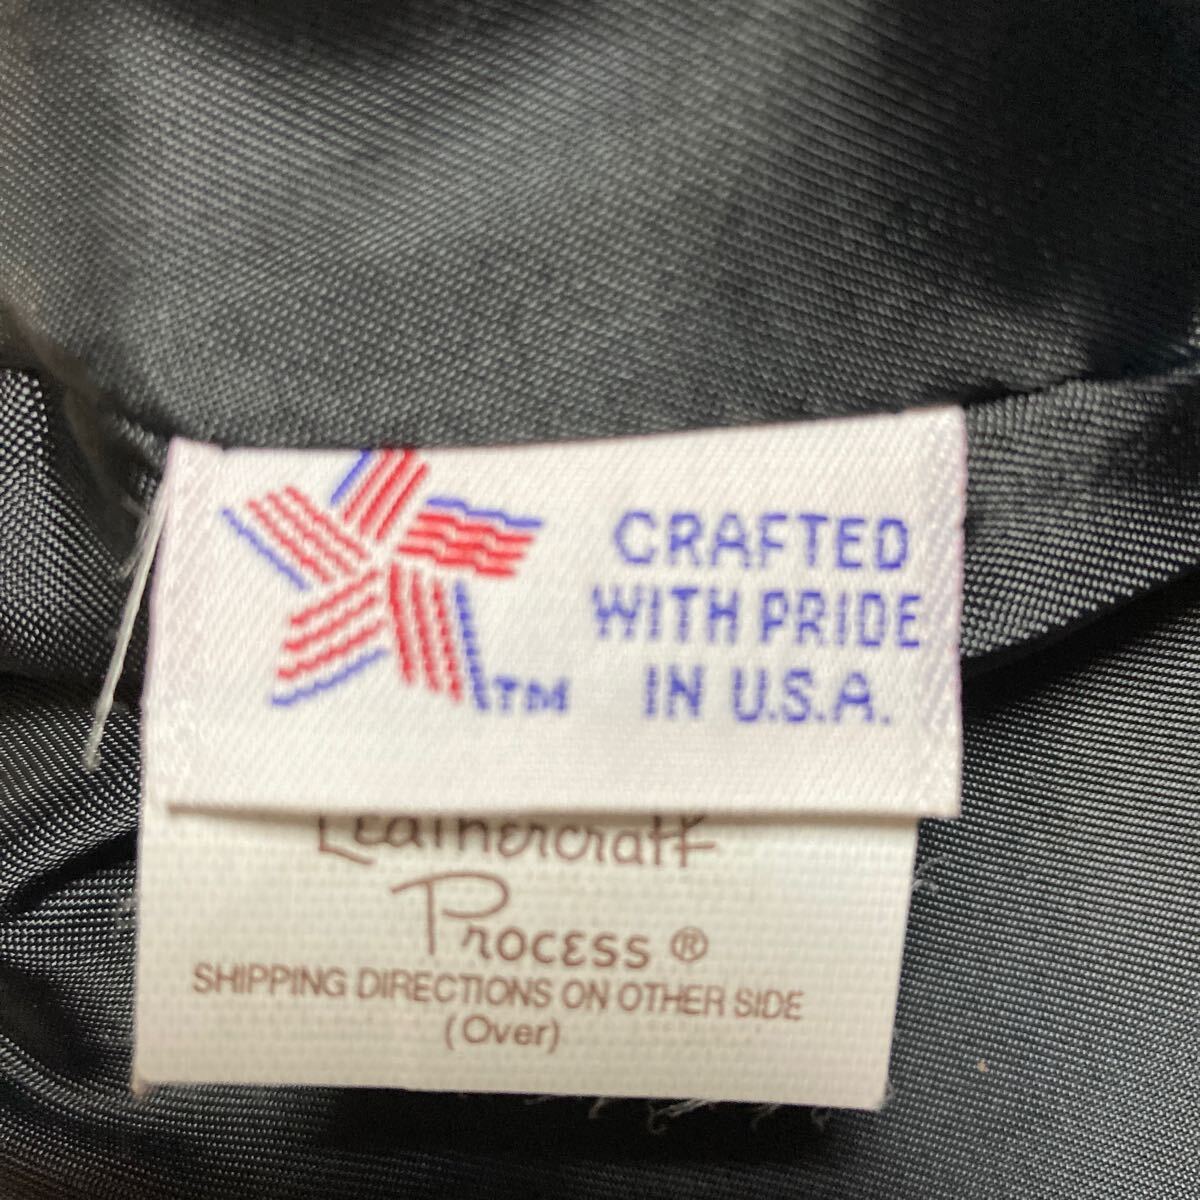 CRAFTED
WITH PRIDE
IN U.S.A.
TM
Leathercraft
Process ®
SHIPPING DIRECTIONS ON OTHER SIDE
(Over)